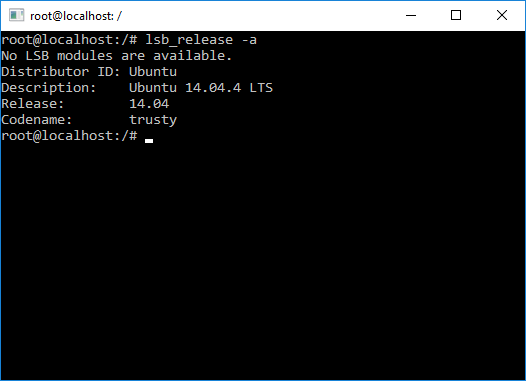 root@localhost: /
root@localhost:/# lsb_release -a
No LSB modules are available.
Distributor ID: Ubuntu
Description:    Ubuntu 14.04.4 LTS
Release:        14.04
Codename:       trusty
root@localhost:/#